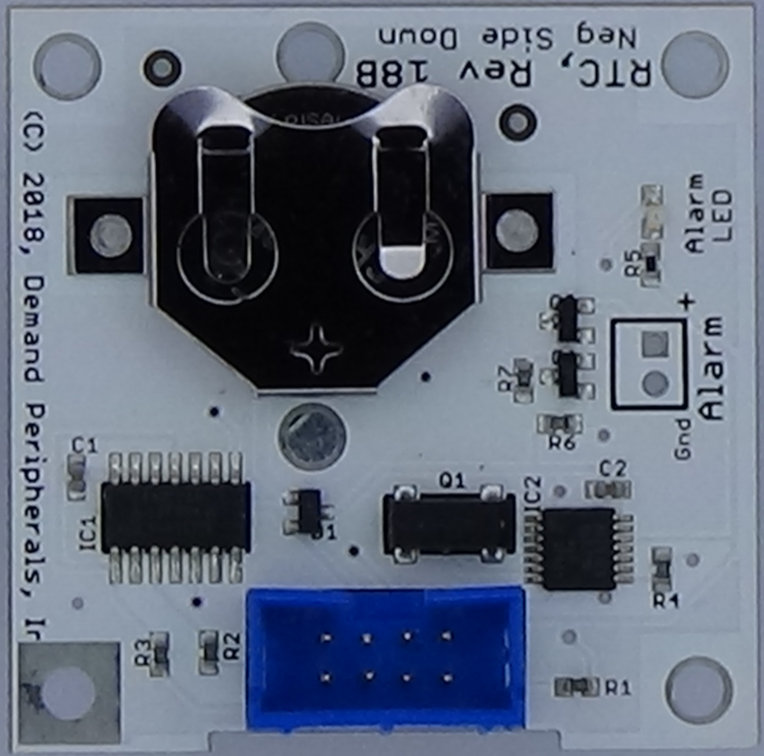 RTC, Rev 18B
Neg Side Down
(C) 2018, Demand Peripherals, In
Alarm
LED
R5
+
Alarm
Gnd
R7
R6
C1
IC1
Q1
IC2
C2
R4
R3
R2
R1